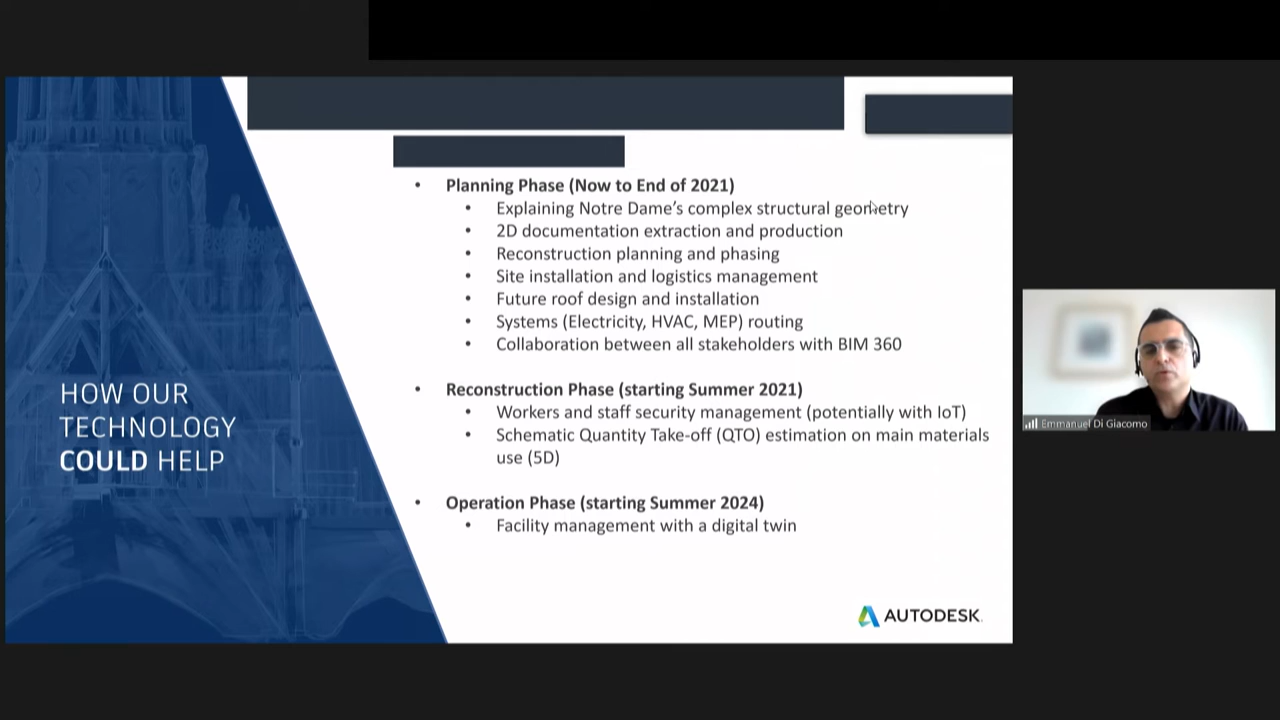 HOW OUR
TECHNOLOGY
COULD HELP
• Planning Phase (Now to End of 2021)
• Explaining Notre Dame's complex structural geometry
• 2D documentation extraction and production
• Reconstruction planning and phasing
• Site installation and logistics management
• Future roof design and installation
• Systems (Electricity, HVAC, MEP) routing
• Collaboration between all stakeholders with BIM 360
• Reconstruction Phase (starting Summer 2021)
• Workers and staff security management (potentially with IoT)
• Schematic Quantity Take-off (QTO) estimation on main materials
use (5D)
• Operation Phase (starting Summer 2024)
• Facility management with a digital twin
AUTODESK.
Emmanuel Di Giacomo